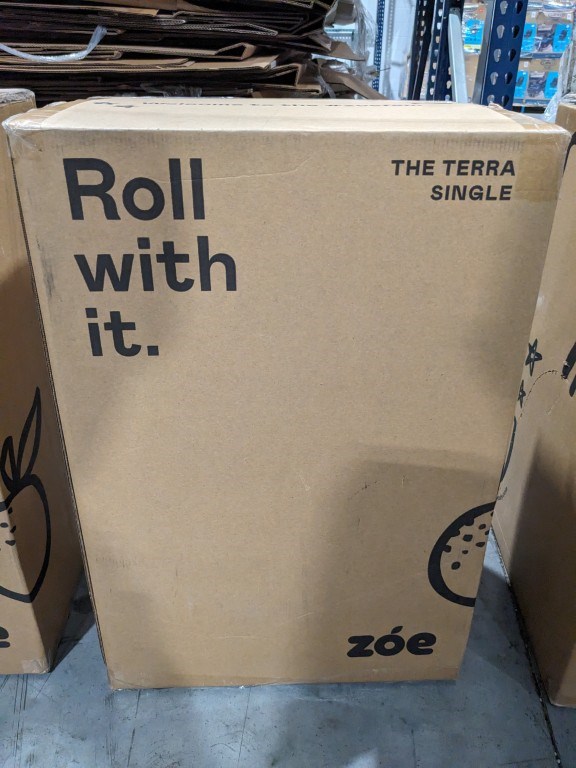 Roll
with
it.
THE TERRA
SINGLE
zóe